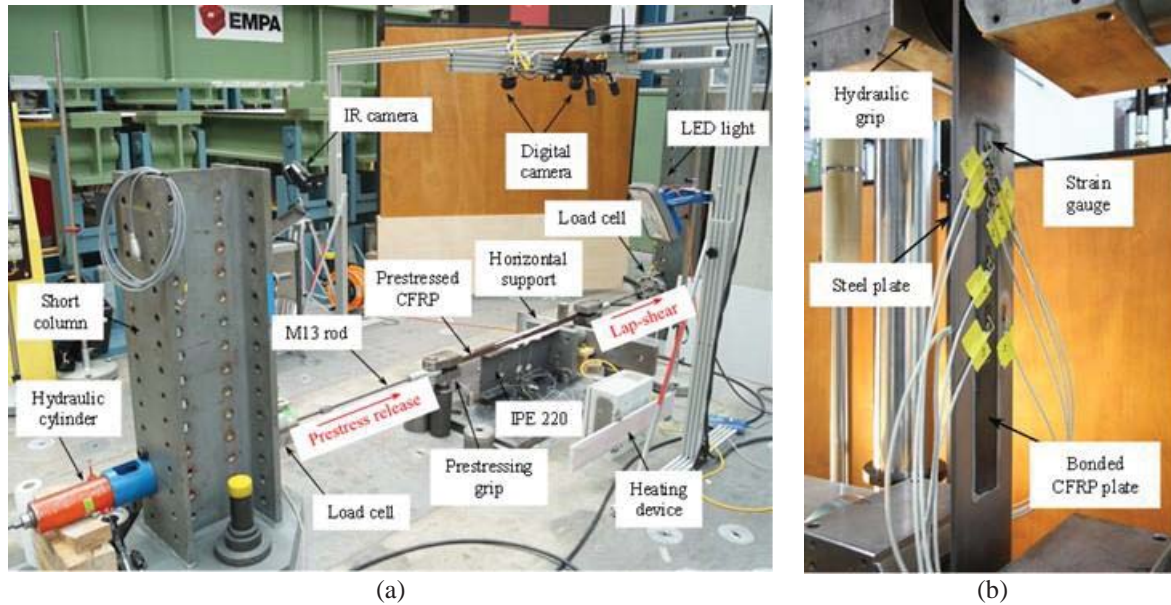 EMPA
IR camera
Digital
camera
LED light
Load cell
Horizontal
support
Prestressed
CFRP
Short
column
M13 rod
Lap-shear
Hydraulic
cylinder
Prestress release
IPE 220
Prestressing
grip
Heating
device
Load cell
(a)
Hydraulic
grip
Strain
gauge
Steel plate
Bonded
CFRP plate
(b)